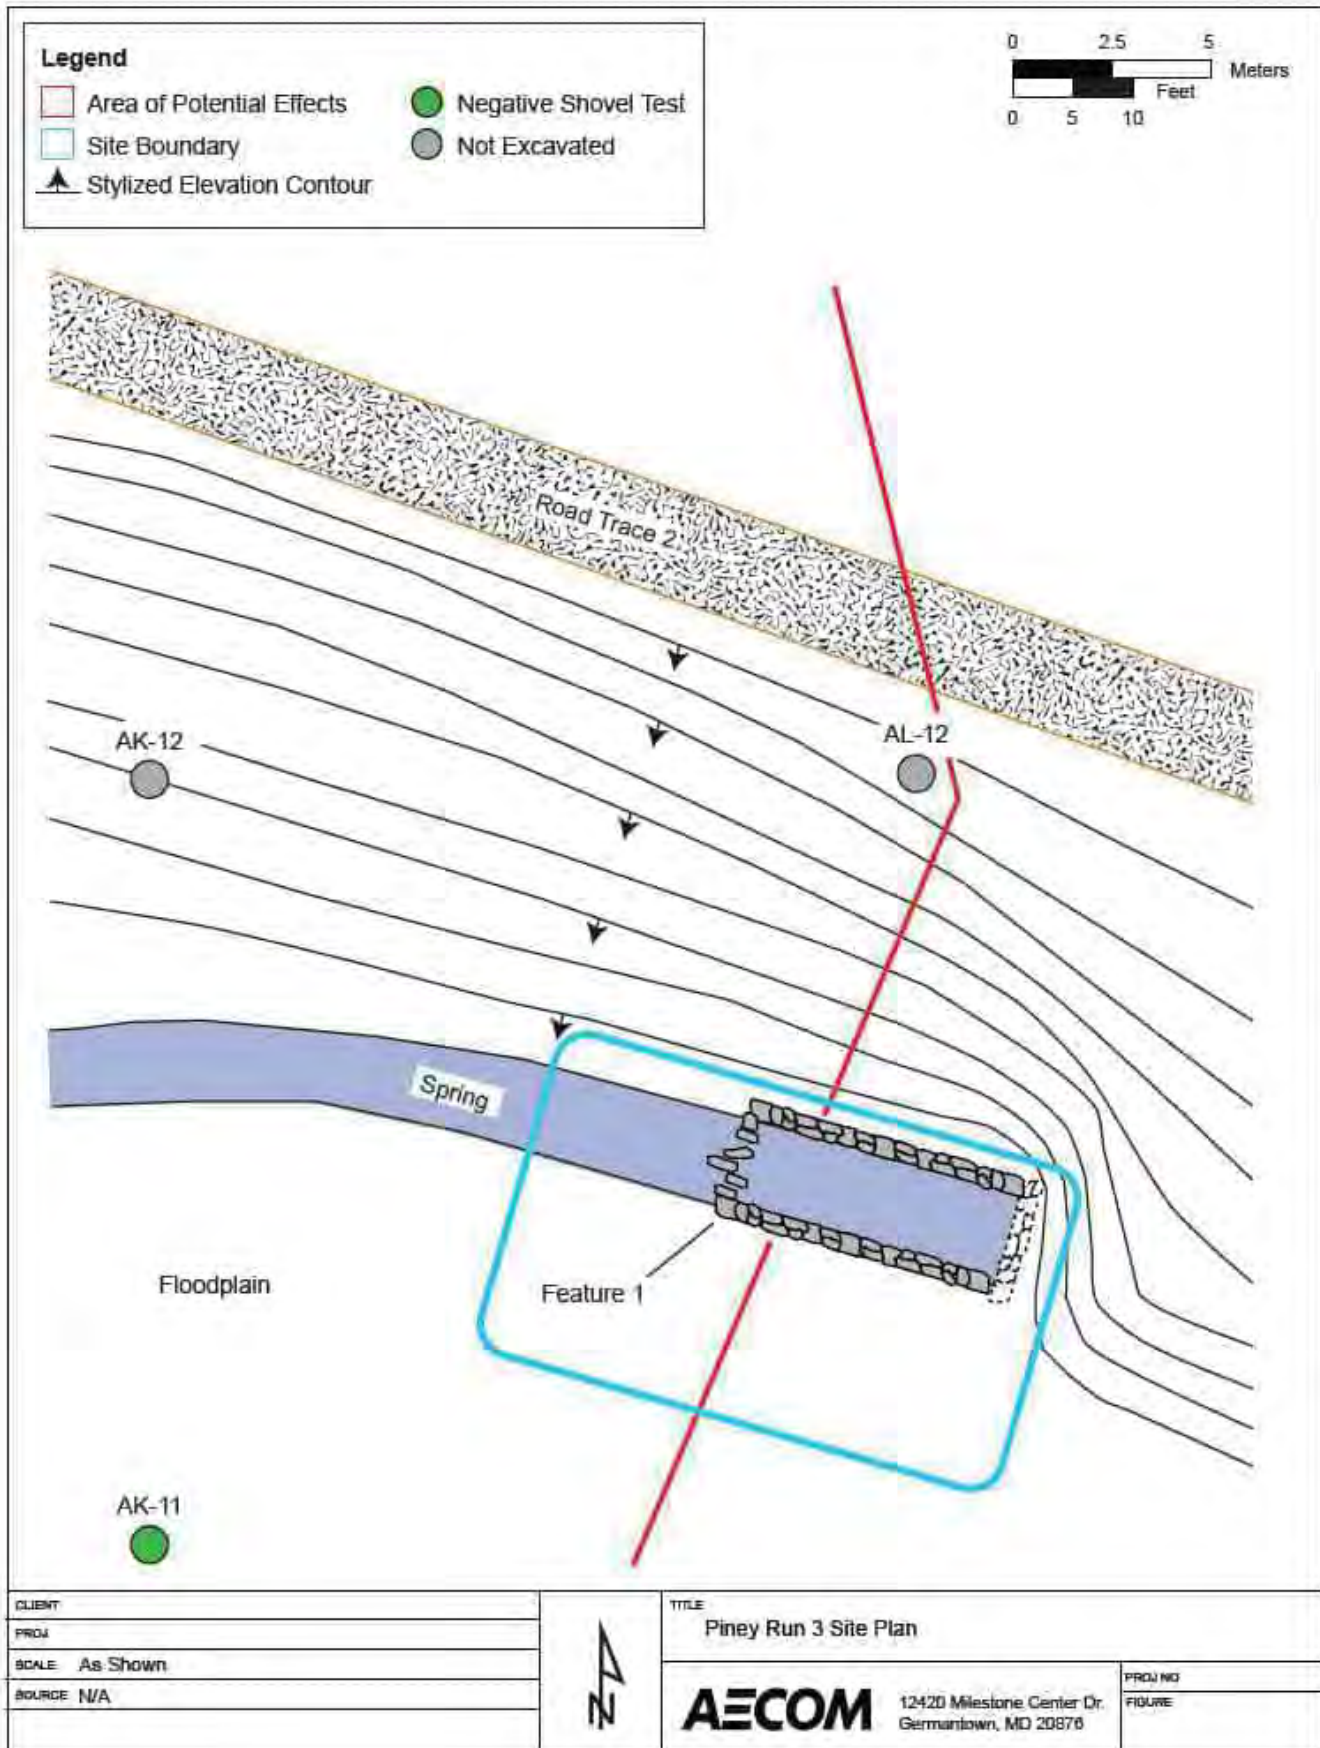 Legend
Area of Potential Effects
Negative Shovel Test
Site Boundary
Not Excavated
Stylized Elevation Contour
0 2.5 5
Meters
Feet
0 5 10
Road Trace 2
AK-12
AL-12
Spring
Feature 1
Floodplain
AK-11
CLIENT
PROJ
SCALE As Shown
SOURCE N/A
N
TITLE
Piney Run 3 Site Plan
AECOM
12420 Milestone Center Dr.
Germantown, MD 20876
PROJ NO
FIGURE